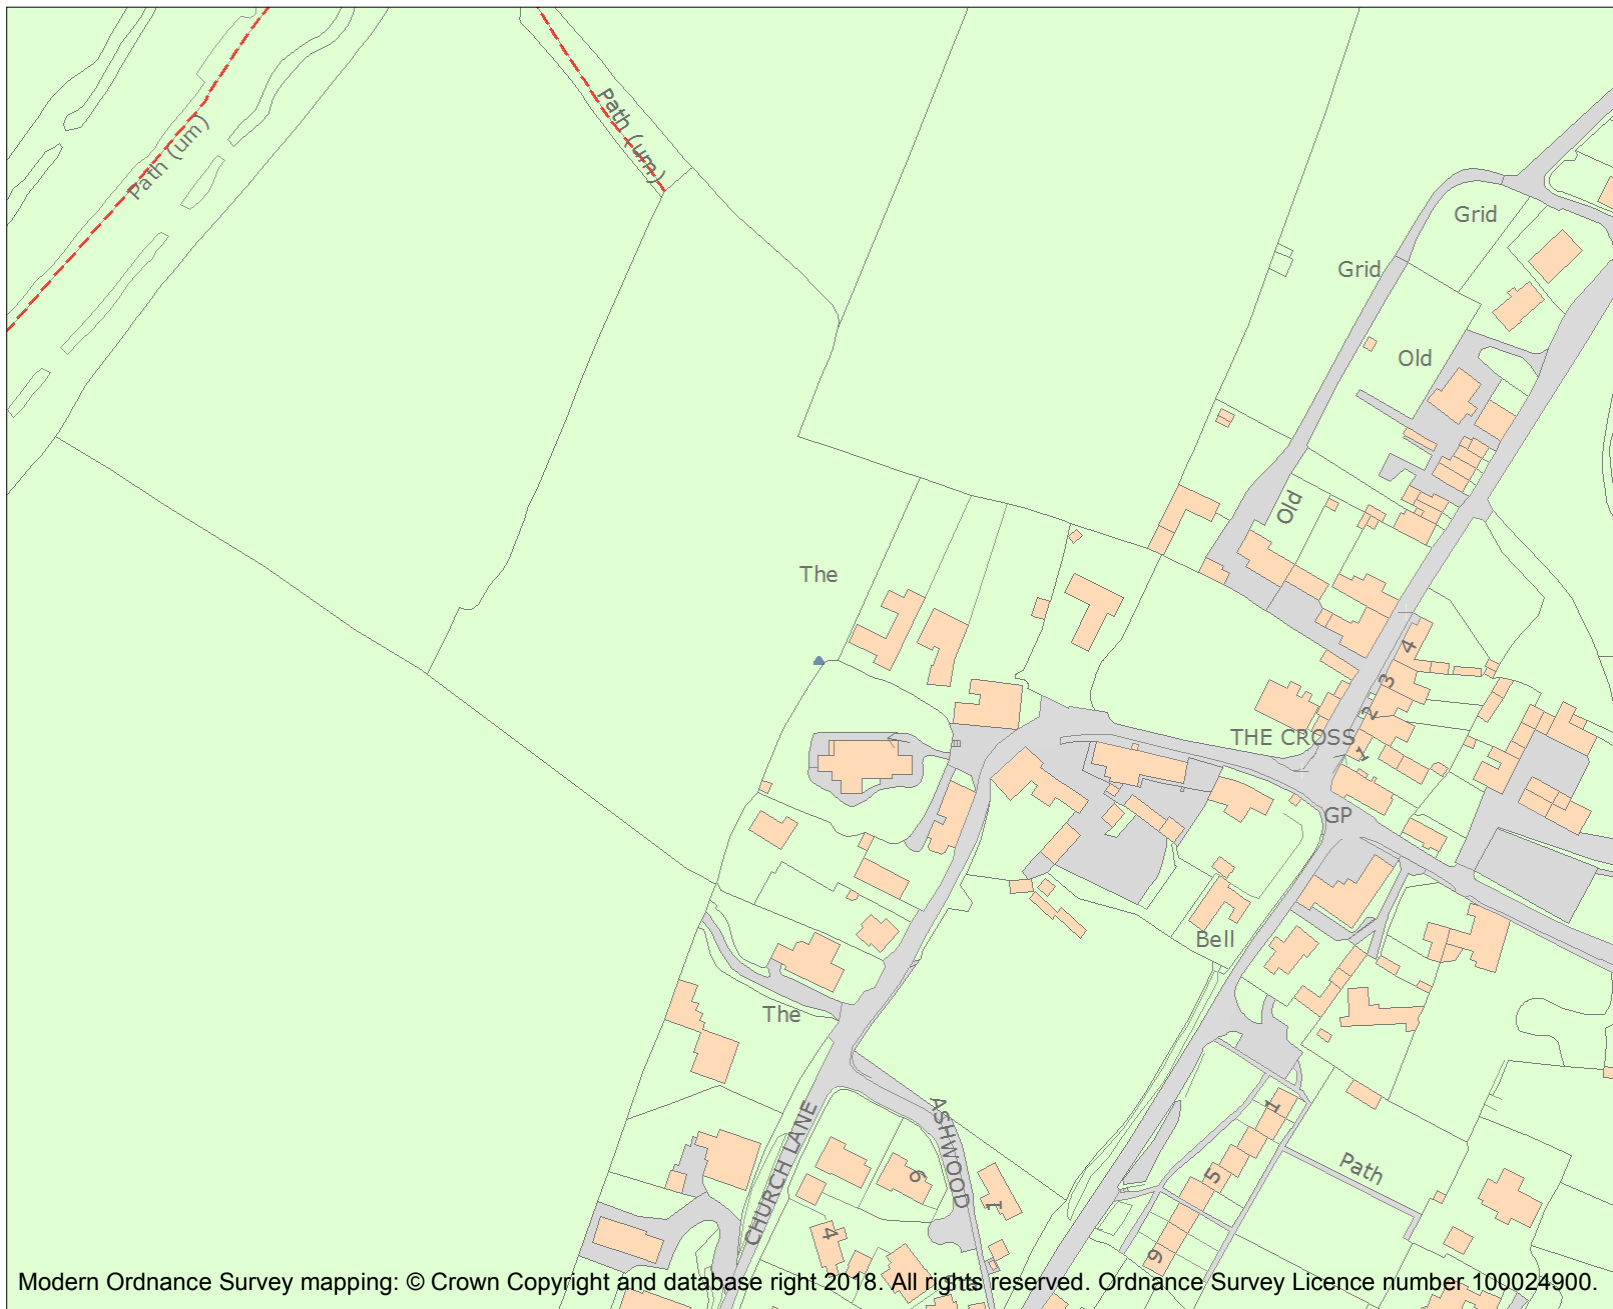 Path (um)
Path (um)
Grid
Grid
Old
Old
The
4
3
2
THE CROSS
1
GP
Bell
The
1
ASHWOOD
CHURCH LANE
Path
6
5
1
4
9
Modern Ordnance Survey mapping: © Crown Copyright and database right 2018. All rights reserved. Ordnance Survey Licence number 100024900.